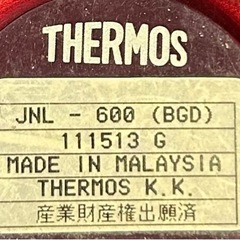 THERMOS
JNL - 600 (BGD)
111513 G
MADE IN MALAYSIA
THERMOS K.K.
産業財産権出願済